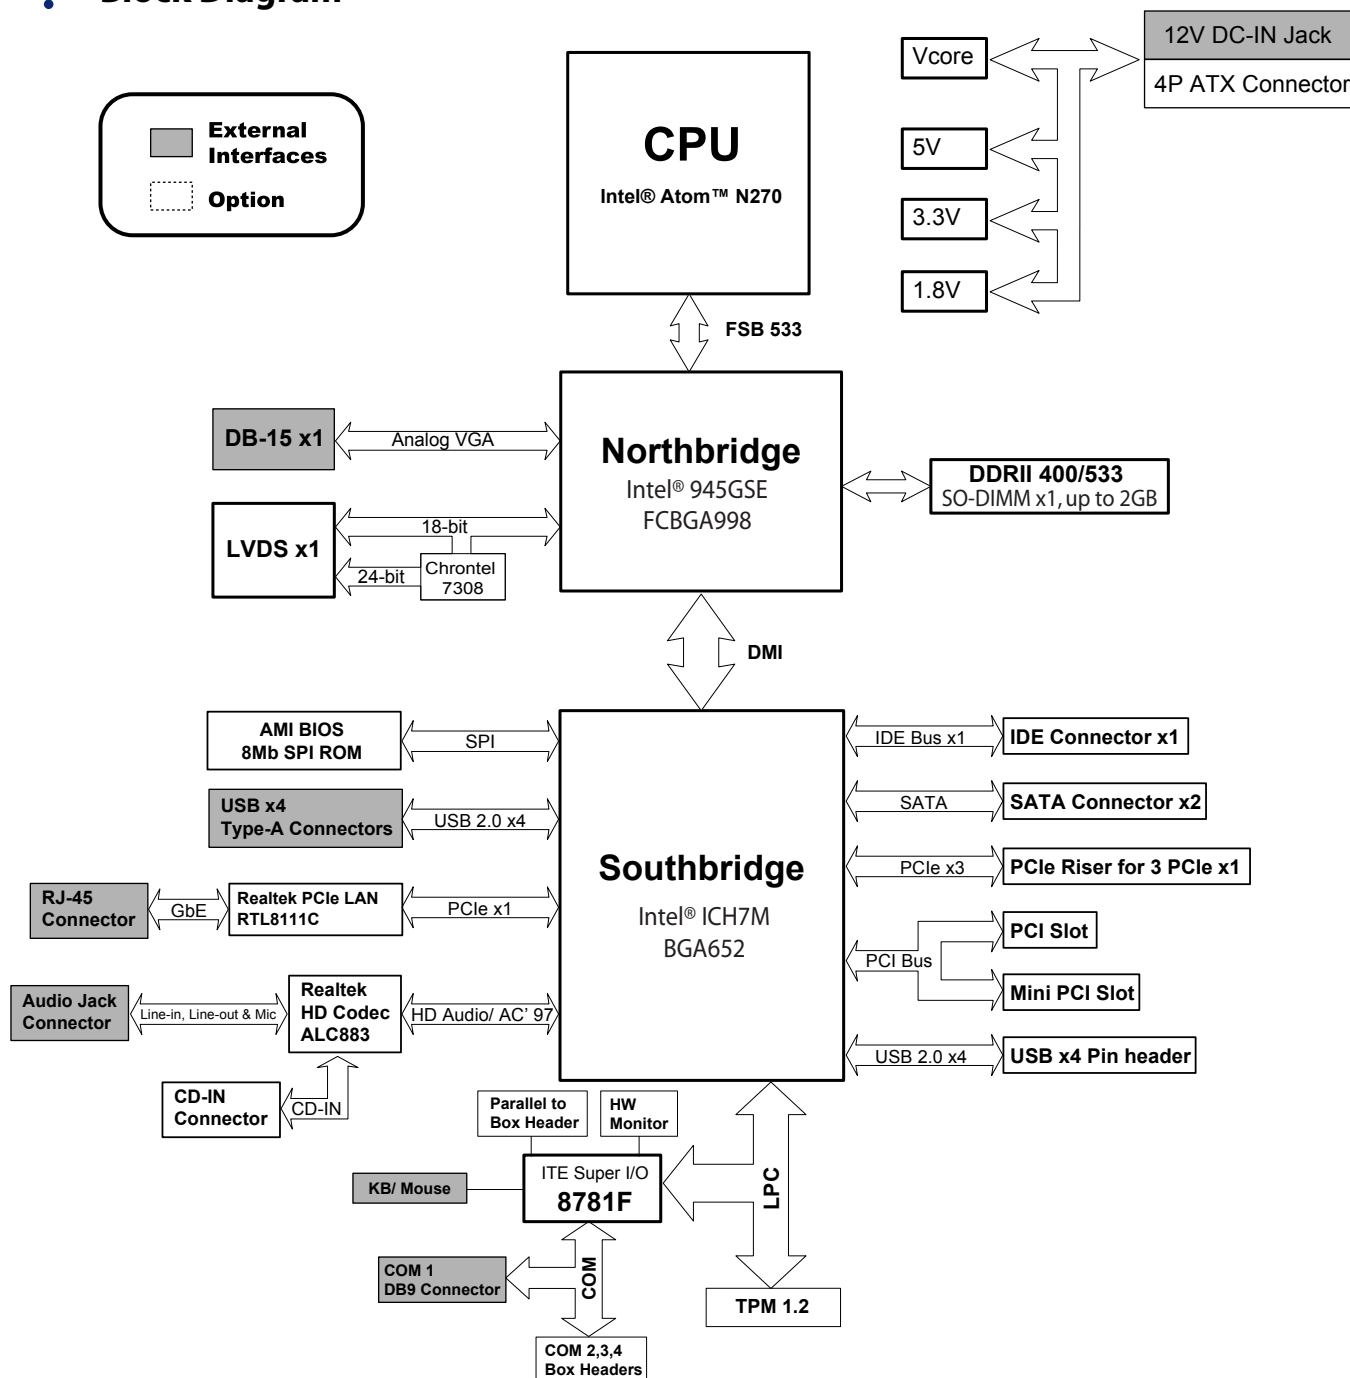 Block Diagram
External
Interfaces
Option
CPU
Intel® Atom™ N270
Vcore
5V
3.3V
1.8V
12V DC-IN Jack
4P ATX Connector
FSB 533
DB-15 x1
Analog VGA
Northbridge
Intel® 945GSE
FCBGA998
DDRII 400/533
SO-DIMM x1, up to 2GB
LVDS x1
18-bit
24-bit
Chrontel
7308
DMI
AMI BIOS
8Mb SPI ROM
SPI
USB x4
Type-A Connectors
USB 2.0 x4
RJ-45
Connector
GbE
Realtek PCIe LAN
RTL8111C
PCIe x1
Audio Jack
Connector
Line-in, Line-out & Mic
Realtek
HD Codec
ALC883
HD Audio/ AC' 97
CD-IN
Connector
CD-IN
Southbridge
Intel® ICH7M
BGA652
IDE Bus x1
IDE Connector x1
SATA
SATA Connector x2
PCIe x3
PCIe Riser for 3 PCIe x1
PCI Bus
PCI Slot
Mini PCI Slot
USB 2.0 x4
USB x4 Pin header
Parallel to
Box Header
HW
Monitor
ITE Super I/O
8781F
KB/ Mouse
LPC
COM 1
DB9 Connector
COM
COM 2,3,4
Box Headers
TPM 1.2